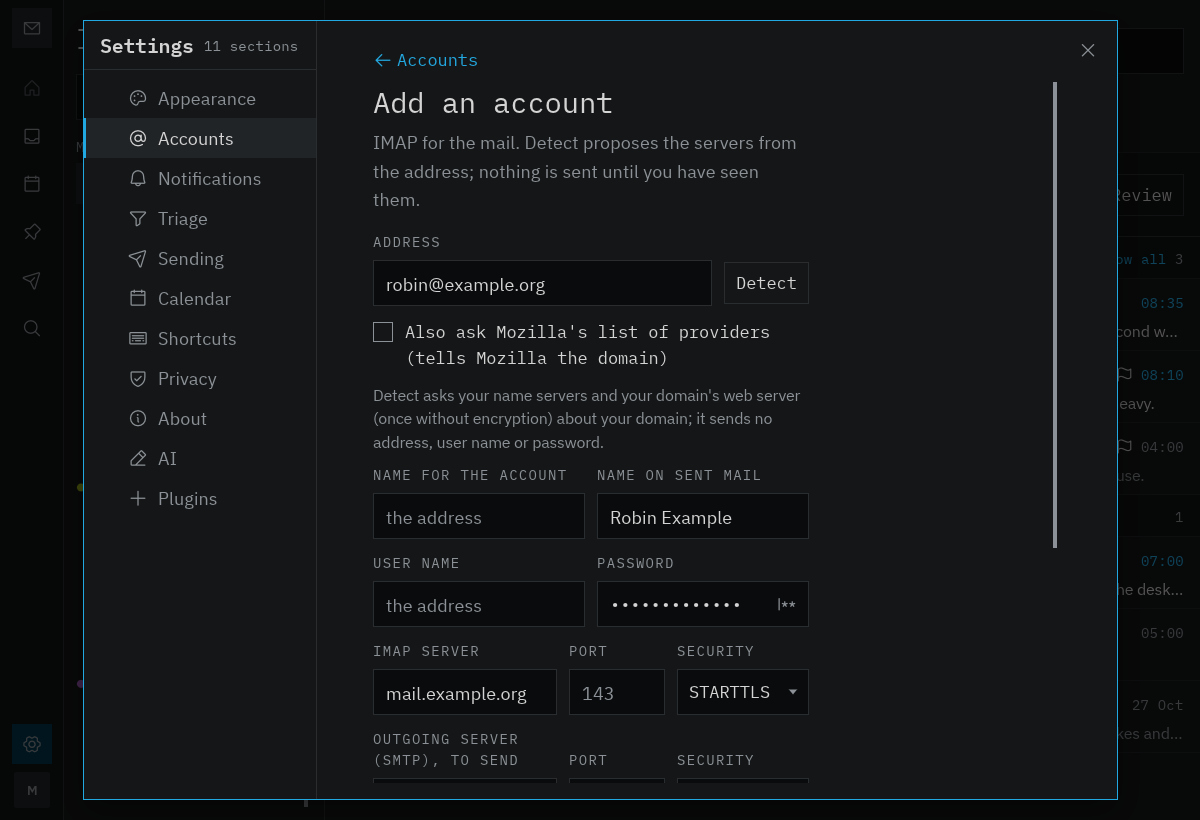 Settings 11 sections
Appearance
Accounts
Notifications
Triage
Sending
Calendar
Shortcuts
Privacy
About
AI
Plugins
M
← Accounts
Add an account
IMAP for the mail. Detect proposes the servers from
the address; nothing is sent until you have seen
them.
ADDRESS
robin@example.org
Detect
Also ask Mozilla's list of providers
(tells Mozilla the domain)
Detect asks your name servers and your domain's web server
(once without encryption) about your domain; it sends no
address, user name or password.
NAME FOR THE ACCOUNT NAME ON SENT MAIL
the address Robin Example
USER NAME PASSWORD
the address •••••••••••••
IMAP SERVER PORT SECURITY
mail.example.org 143 STARTTLS
OUTGOING SERVER
(SMTP), TO SEND PORT SECURITY
Review
all 3
08:35
08:10
eavy.
04:00
use.
1
07:00
desk...
05:00
27 Oct
and...